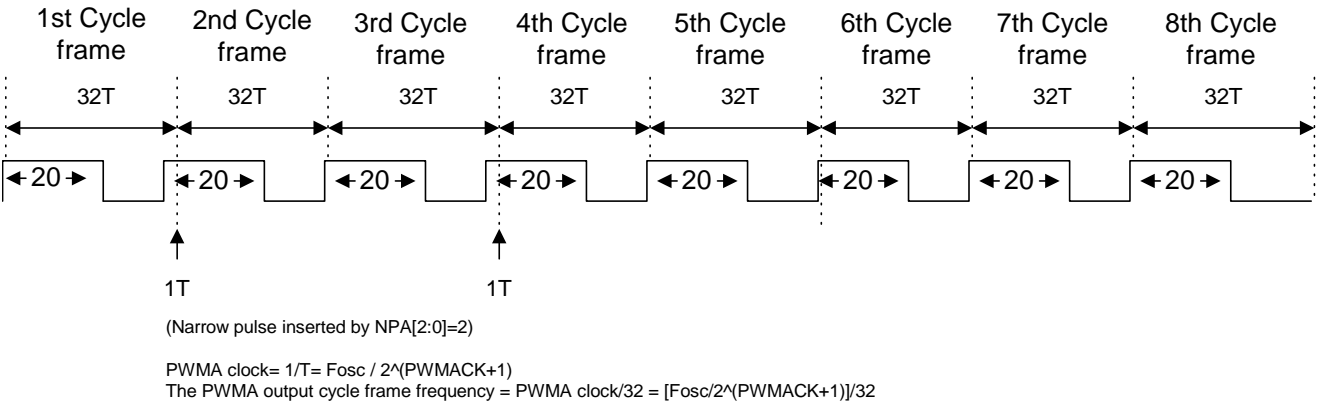 1st Cycle frame
2nd Cycle frame
3rd Cycle frame
4th Cycle frame
5th Cycle frame
6th Cycle frame
7th Cycle frame
8th Cycle frame
32T 32T 32T 32T 32T 32T 32T 32T
20 20 20 20 20 20 20 20
1T 1T
(Narrow pulse inserted by NPA[2:0]=2)
PWMA clock= 1/T= Fosc / 2^(PWMACK+1)
The PWMA output cycle frame frequency = PWMA clock/32 = [Fosc/2^(PWMACK+1)]/32